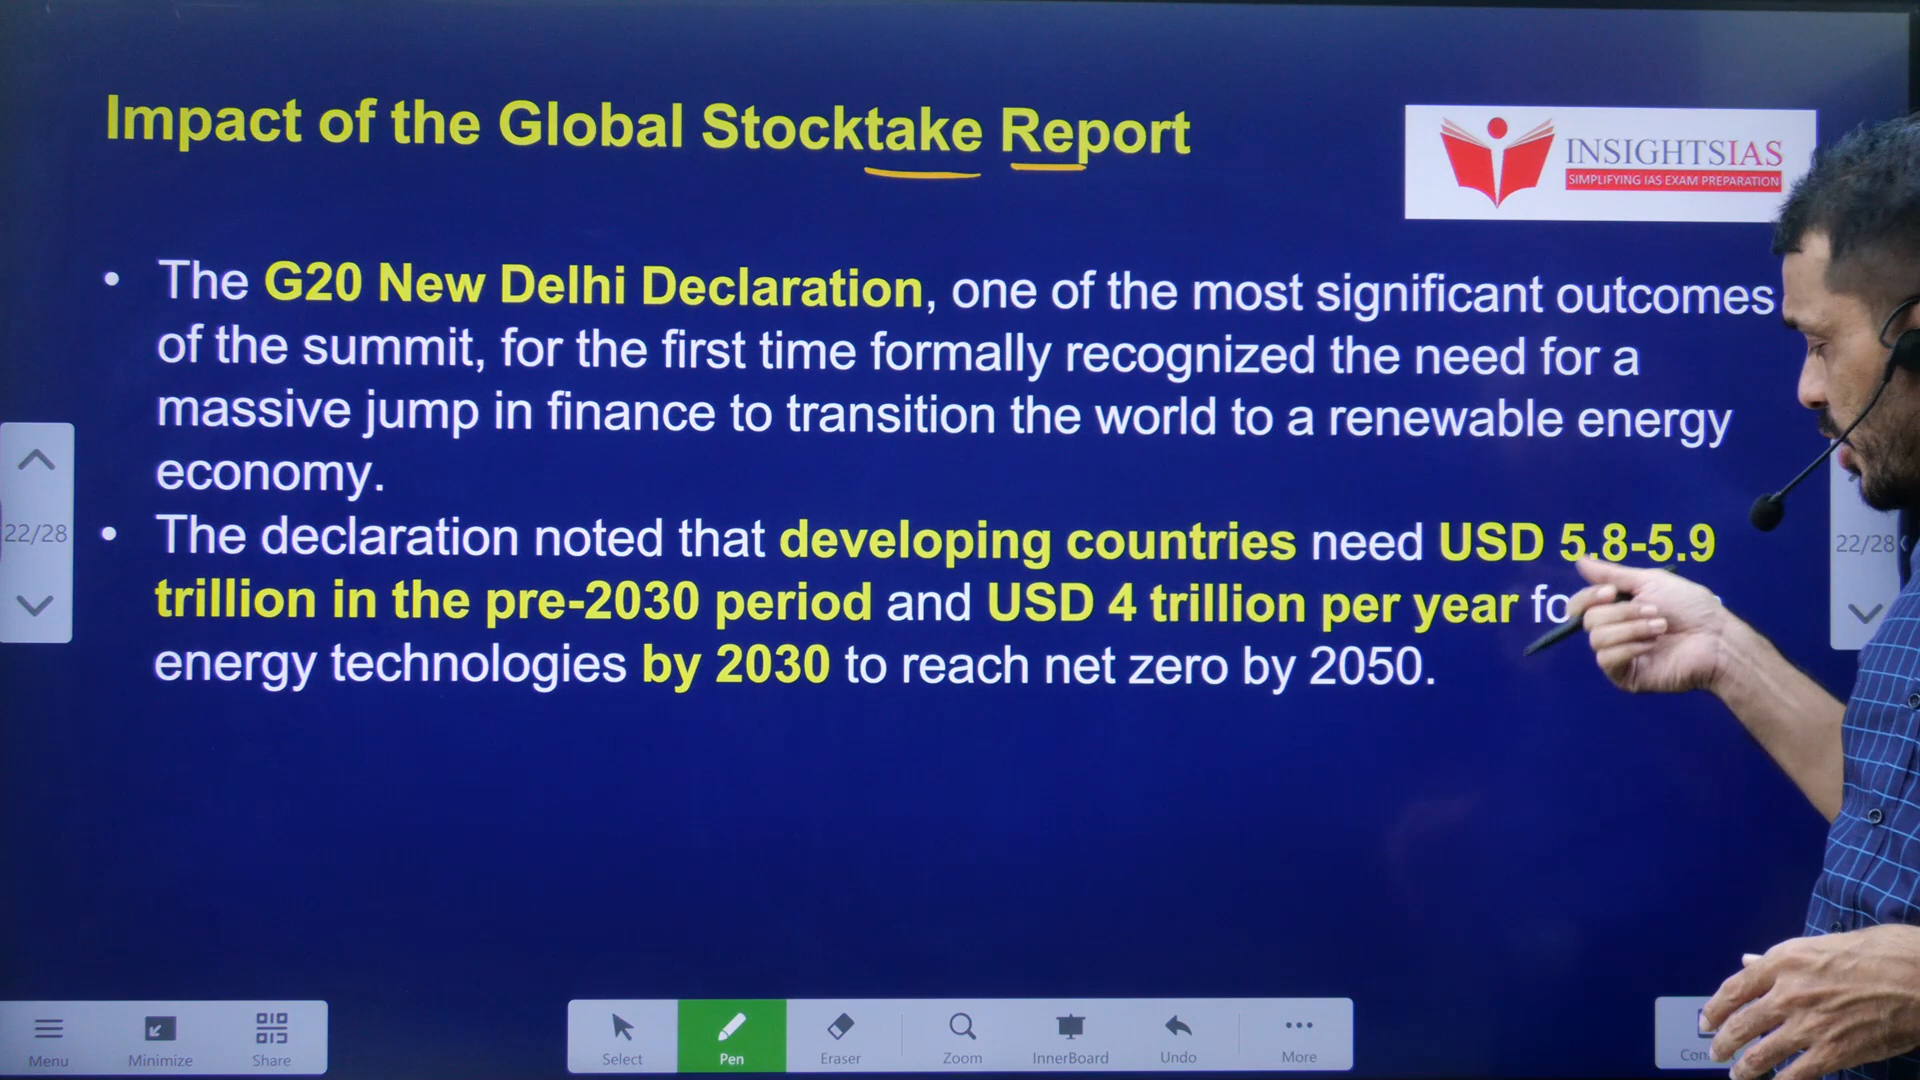 Impact of the Global Stocktake Report
INSIGHTSIAS
SIMPLIFYING IAS EXAM PREPARATION
• The G20 New Delhi Declaration, one of the most significant outcomes
of the summit, for the first time formally recognized the need for a
massive jump in finance to transition the world to a renewable energy
economy.
• The declaration noted that developing countries need USD 5.8-5.9
trillion in the pre-2030 period and USD 4 trillion per year
energy technologies by 2030 to reach net zero by 2050.
22/28
22/28
Menu
Minimize
Share
Select
Pen
Eraser
Zoom
InnerBoard
Undo
More